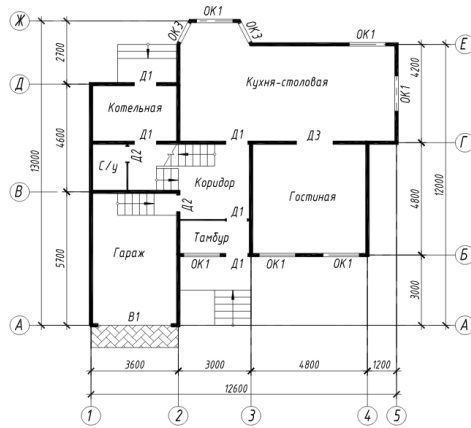 Ж
ОК1
ОК3
ОК3
ОК1
Е
2700
Д1
Кухня-столовая
ОК1
4200
Д
Котельная
Д1
Д1
Д3
Г
4600
С/у
Д2
13000
Коридор
Гостиная
4800
12000
В
Д2
Гараж
Тамбур
Д1
5700
ОК1
Д1
ОК1
ОК1
Б
3000
В1
А
А
3600
3000
4800
1200
12600
1
2
3
4
5